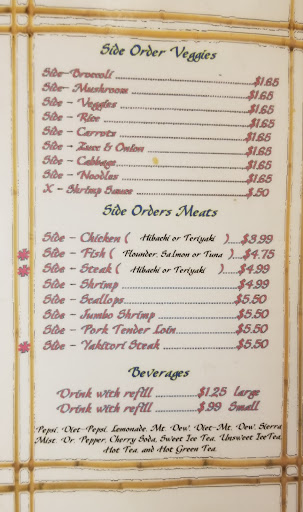 Side Order Veggies
Side- Broccoli ........ $1.65
Side- Mushroom ........ $1.65
Side - Veggies ........ $1.65
Side - Rice ........ $1.65
Side - Carrots ........ $1.65
Side - Zucc & Onion ........ $1.65
Side - Cabbage ........ $1.65
Side - Noodles ........ $1.65
X - Shrimp Sauce ........ $.50
Side Orders Meats
Side - Chicken ( Hibachi or Teriyaki )....$3.99
Side - Fish ( Flounder, Salmon or Tuna )...$4.75
Side - Steak ( Hibachi or Teriyaki )....$4.99
Side - Shrimp ........ $4.99
Side - Scallops ........ $5.50
Side - Jumbo Shrimp ........ $5.50
Side - Pork Tender Loin ........ $5.50
Side - Yakitori Steak ........ $5.50
Beverages
Drink with refill ........ $1.25 large
Drink with refill ........ $.99 Small
Pepsi, Diet-Pepsi, Lemonade, Mt. Dew, Diet-Mt. Dew, Sierra
Mist, Dr. Pepper, Cherry Soda, Sweet Ice Tea, Unsweet Ice Tea,
Hot Tea, and Hot Green Tea.